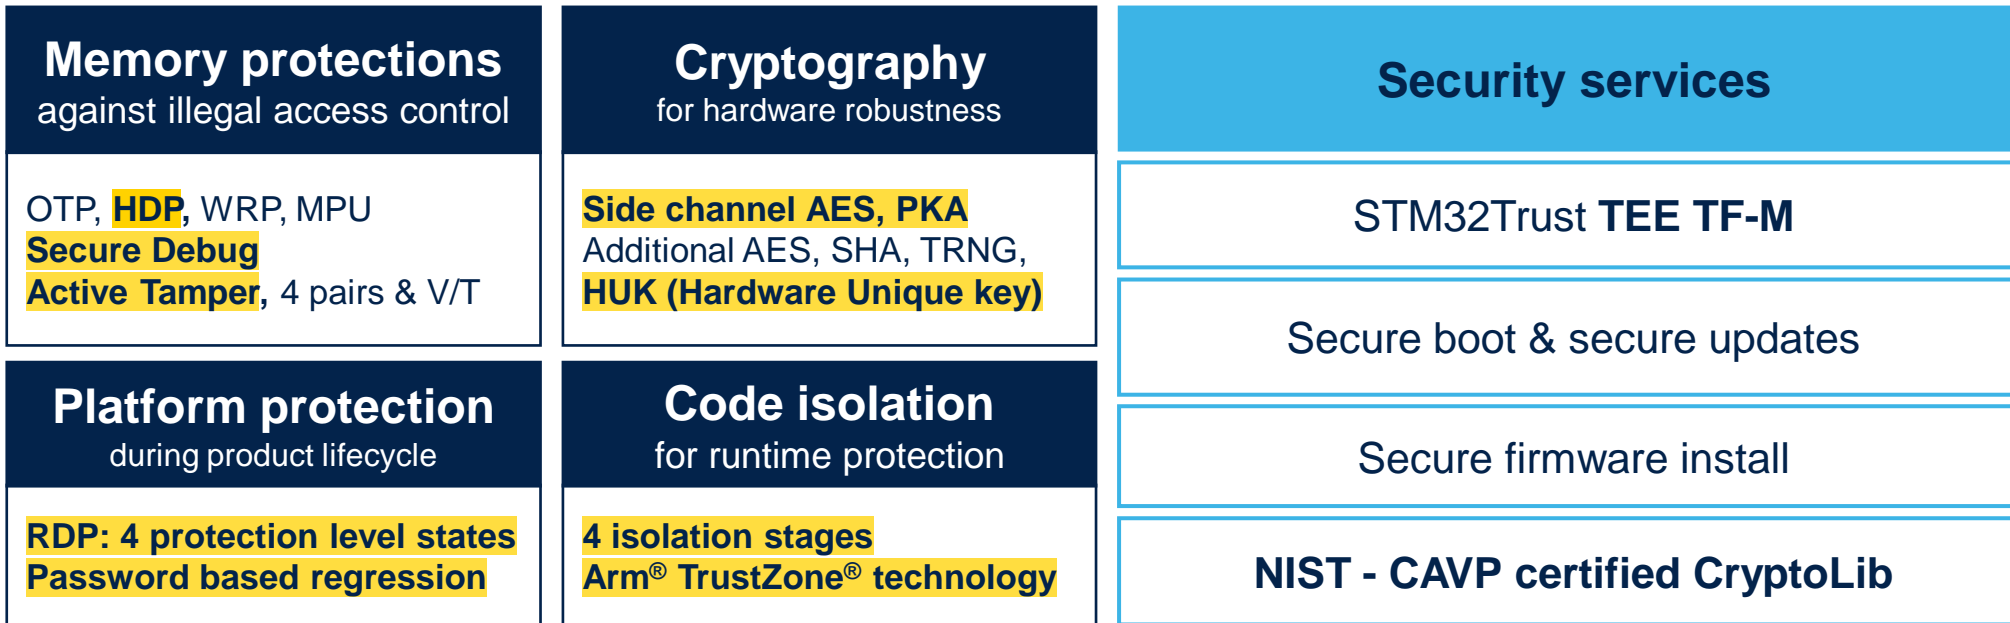 Memory protections
against illegal access control
OTP, HDP, WRP, MPU
Secure Debug
Active Tamper, 4 pairs & V/T
Cryptography
for hardware robustness
Side channel AES, PKA
Additional AES, SHA, TRNG,
HUK (Hardware Unique key)
Platform protection
during product lifecycle
RDP: 4 protection level states
Password based regression
Code isolation
for runtime protection
4 isolation stages
Arm® TrustZone® technology
Security services
STM32Trust TEE TF-M
Secure boot & secure updates
Secure firmware install
NIST - CAVP certified CryptoLib